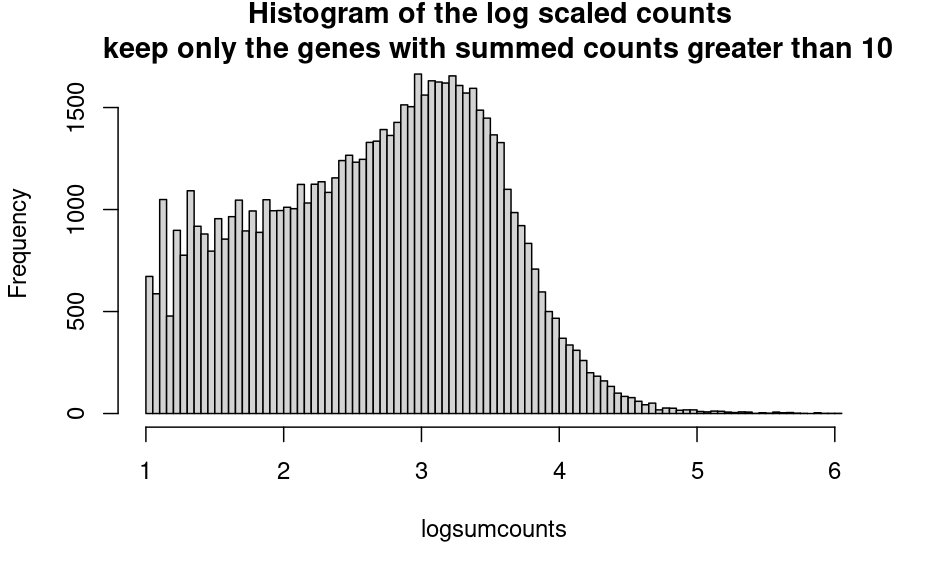 Histogram of the log scaled counts
keep only the genes with summed counts greater than 10
Frequency
1500
1000
500
0
1 2 3 4 5 6
logsumcounts